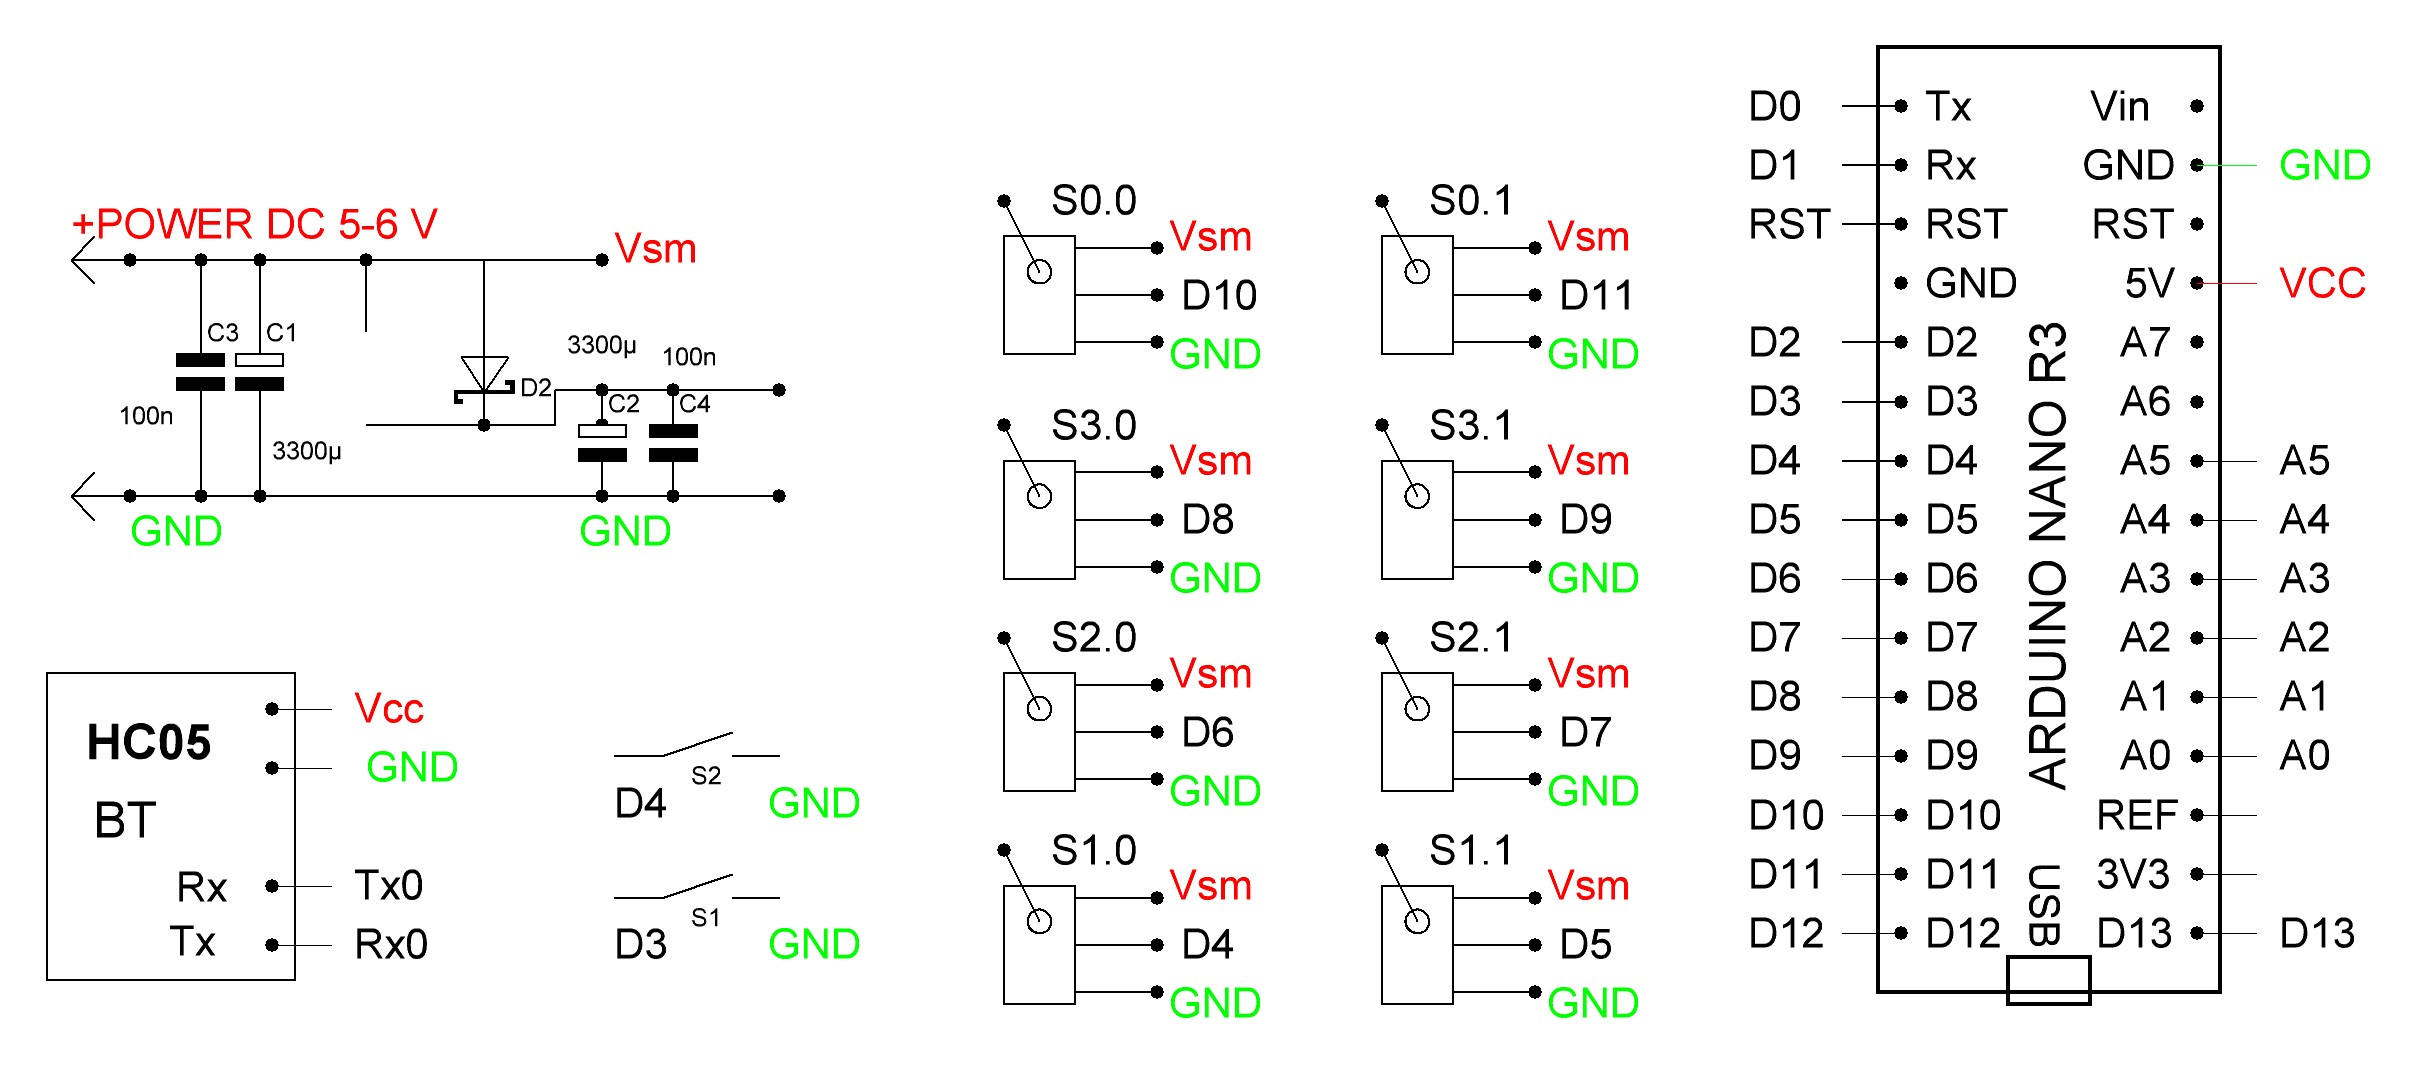 +POWER DC 5-6 V
Vsm
C3
C1
100n
3300µ
D2
3300µ
100n
C2
C4
GND
GND
HC05
BT
Rx
Tx
Vcc
GND
Tx0
Rx0
S2
D4
GND
S1
D3
GND
S0.0
Vsm
D10
GND
S0.1
Vsm
D11
GND
S3.0
Vsm
D8
GND
S3.1
Vsm
D9
GND
S2.0
Vsm
D6
GND
S2.1
Vsm
D7
GND
S1.0
Vsm
D4
GND
S1.1
Vsm
D5
GND
D0 Tx Vin
D1 Rx GND GND
RST RST RST
GND 5V VCC
D2 D2 A7
D3 D3 A6
D4 D4 A5 A5
D5 D5 A4 A4
D6 D6 A3 A3
D7 D7 A2 A2
D8 D8 A1 A1
D9 D9 A0 A0
D10 D10 REF
D11 D11 3V3
D12 D12 D13 D13
ARDUINO NANO R3
USB